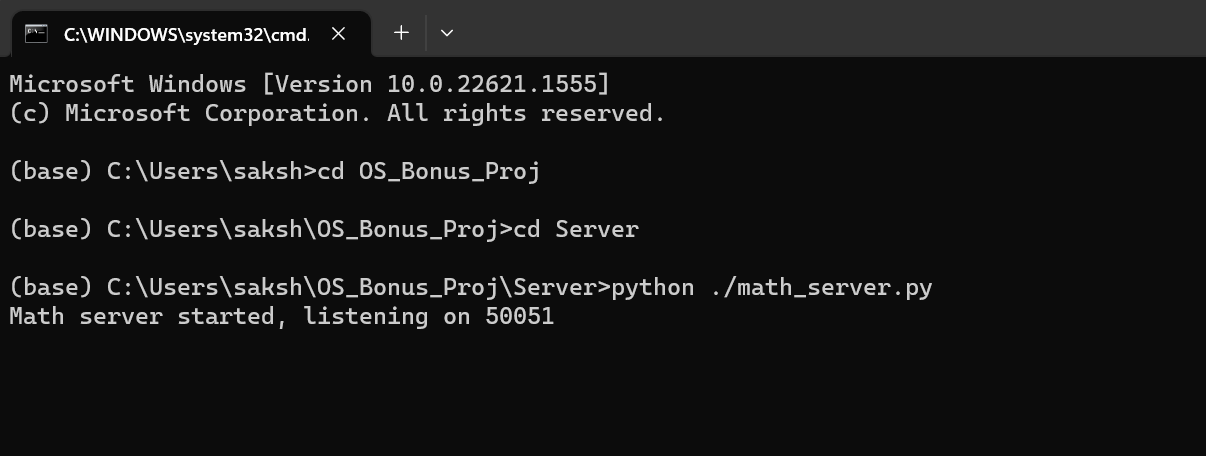 C:\WINDOWS\system32\cmd.
Microsoft Windows [Version 10.0.22621.1555]
(c) Microsoft Corporation. All rights reserved.
(base) C:\Users\saksh>cd OS_Bonus_Proj
(base) C:\Users\saksh\OS_Bonus_Proj>cd Server
(base) C:\Users\saksh\OS_Bonus_Proj\Server>python ./math_server.py
Math server started, listening on 50051